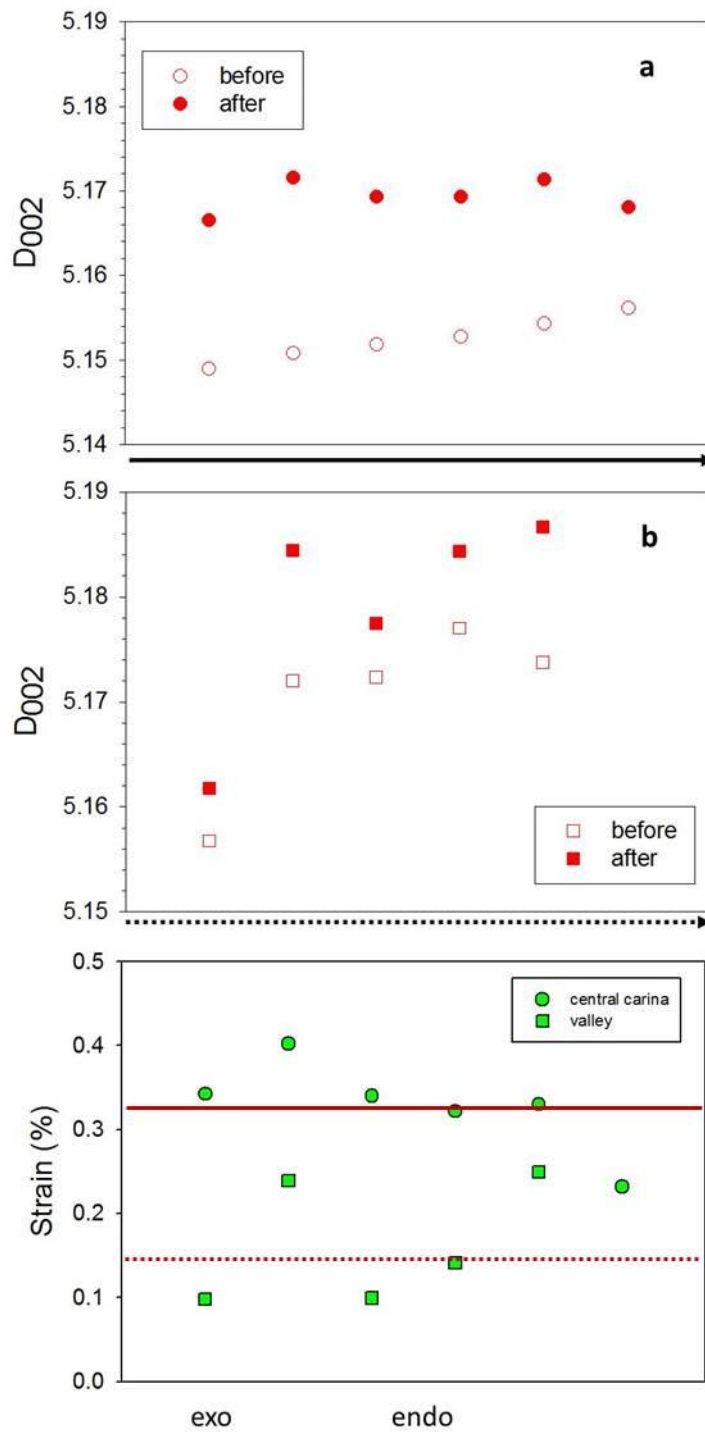 5.19
before
after
a
5.18
5.17
D002
5.16
5.15
5.14
5.19
b
5.18
D002
5.17
5.16
before
after
5.15
0.5
central carina
valley
0.4
0.3
Strain (%)
0.2
0.1
0.0
exo endo